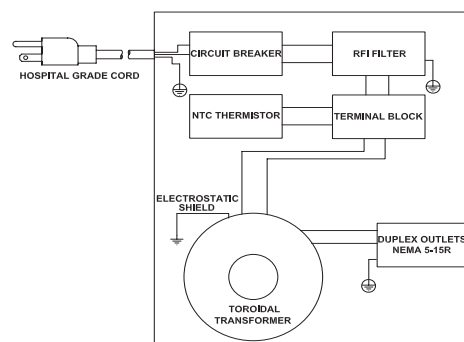 CIRCUIT BREAKER
RFI FILTER
HOSPITAL GRADE CORD
NTC THERMISTOR
TERMINAL BLOCK
ELECTROSTATIC
SHIELD
DUPLEX OUTLETS
NEMA 5-15R
TOROIDAL
TRANSFORMER